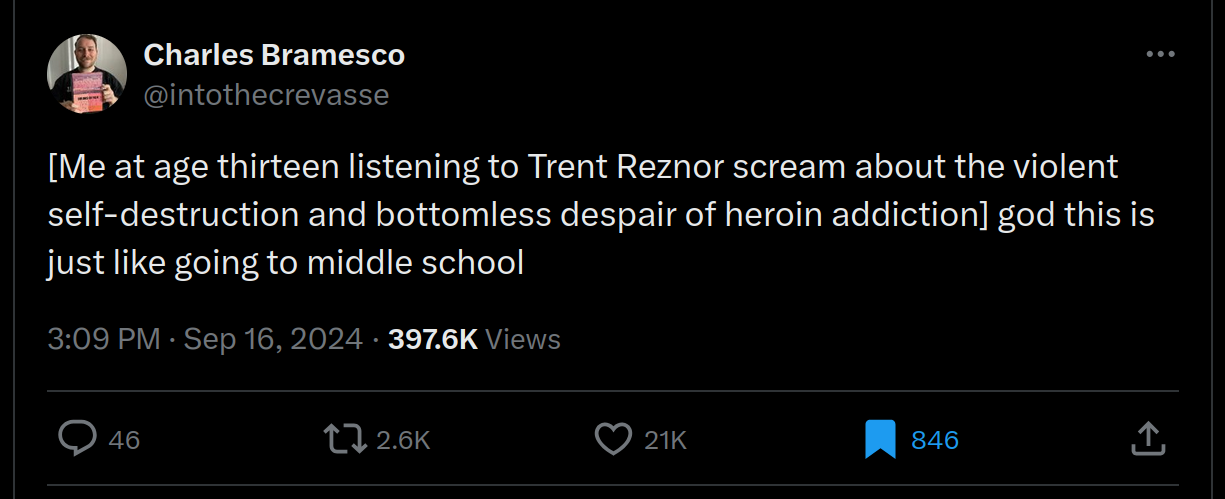 Charles Bramesco
@intothecrevasse
[Me at age thirteen listening to Trent Reznor scream about the violent
self-destruction and bottomless despair of heroin addiction] god this is
just like going to middle school
3:09 PM · Sep 16, 2024 · 397.6K Views
46 2.6K 21K 846